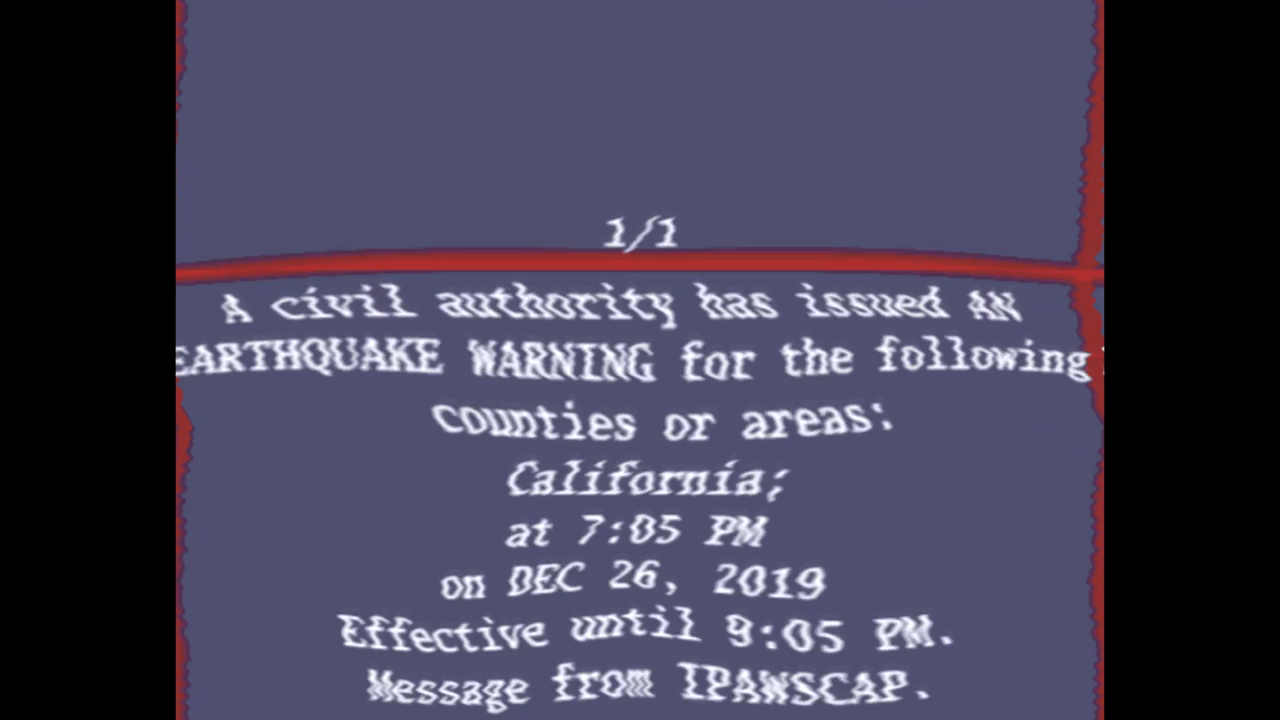 1/1
A civil authority has issued AN
EARTHQUAKE WARNING for the following
counties or areas:
California;
at 7:05 PM
on DEC 26, 2019
Effective until 9:05 PM.
Message from IPAWSCAP.